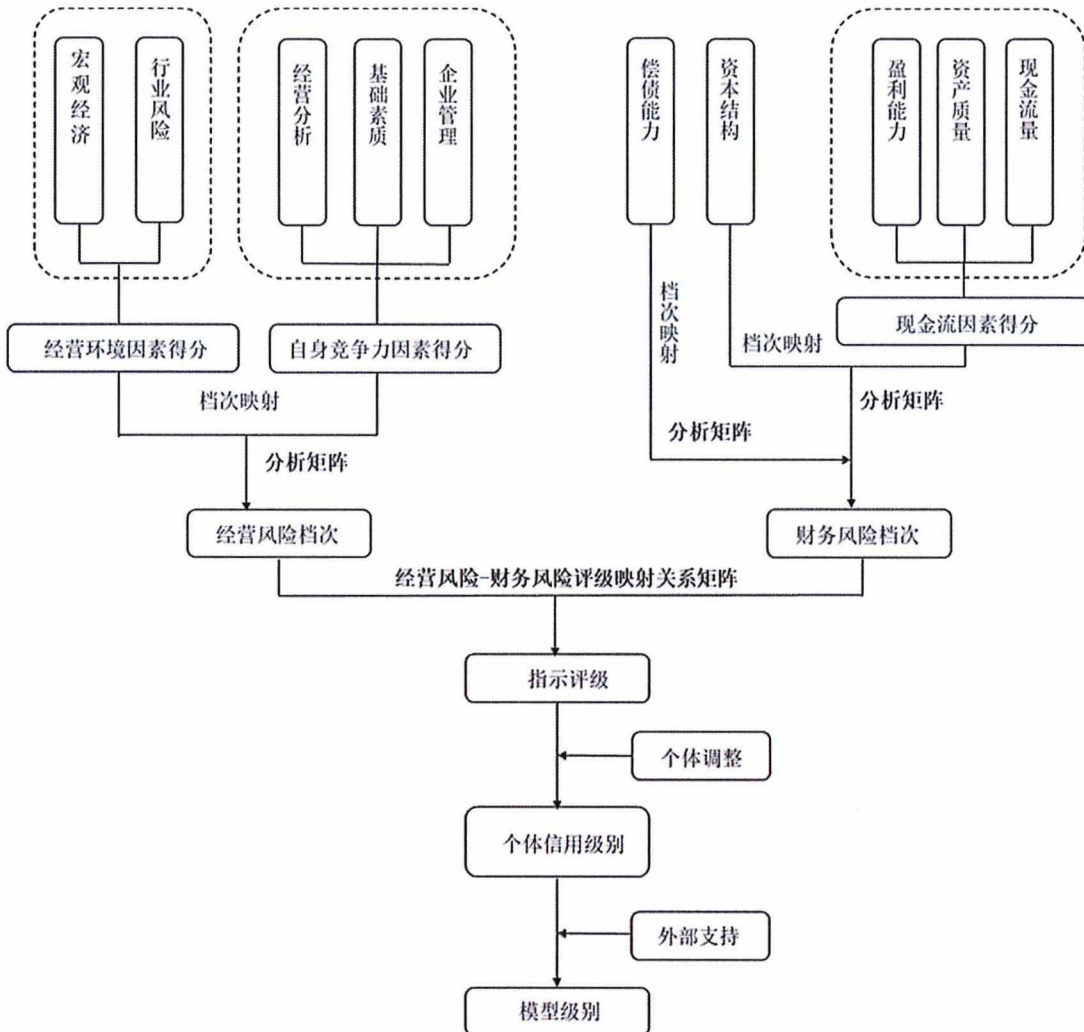 宏观经济
行业风险
经营分析
基础素质
企业管理
偿债能力
资本结构
盈利能力
资产质量
现金流量
经营环境因素得分
自身竞争力因素得分
档次映射
档次映射
现金流因素得分
档次映射
分析矩阵
分析矩阵
分析矩阵
经营风险档次
财务风险档次
经营风险-财务风险评级映射关系矩阵
指示评级
个体调整
个体信用级别
外部支持
模型级别